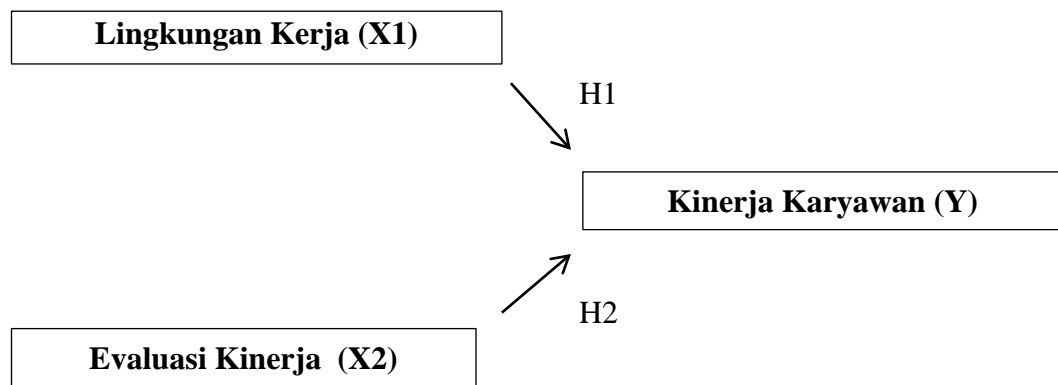 Lingkungan Kerja (X1)
H1
Kinerja Karyawan (Y)
H2
Evaluasi Kinerja  (X2)